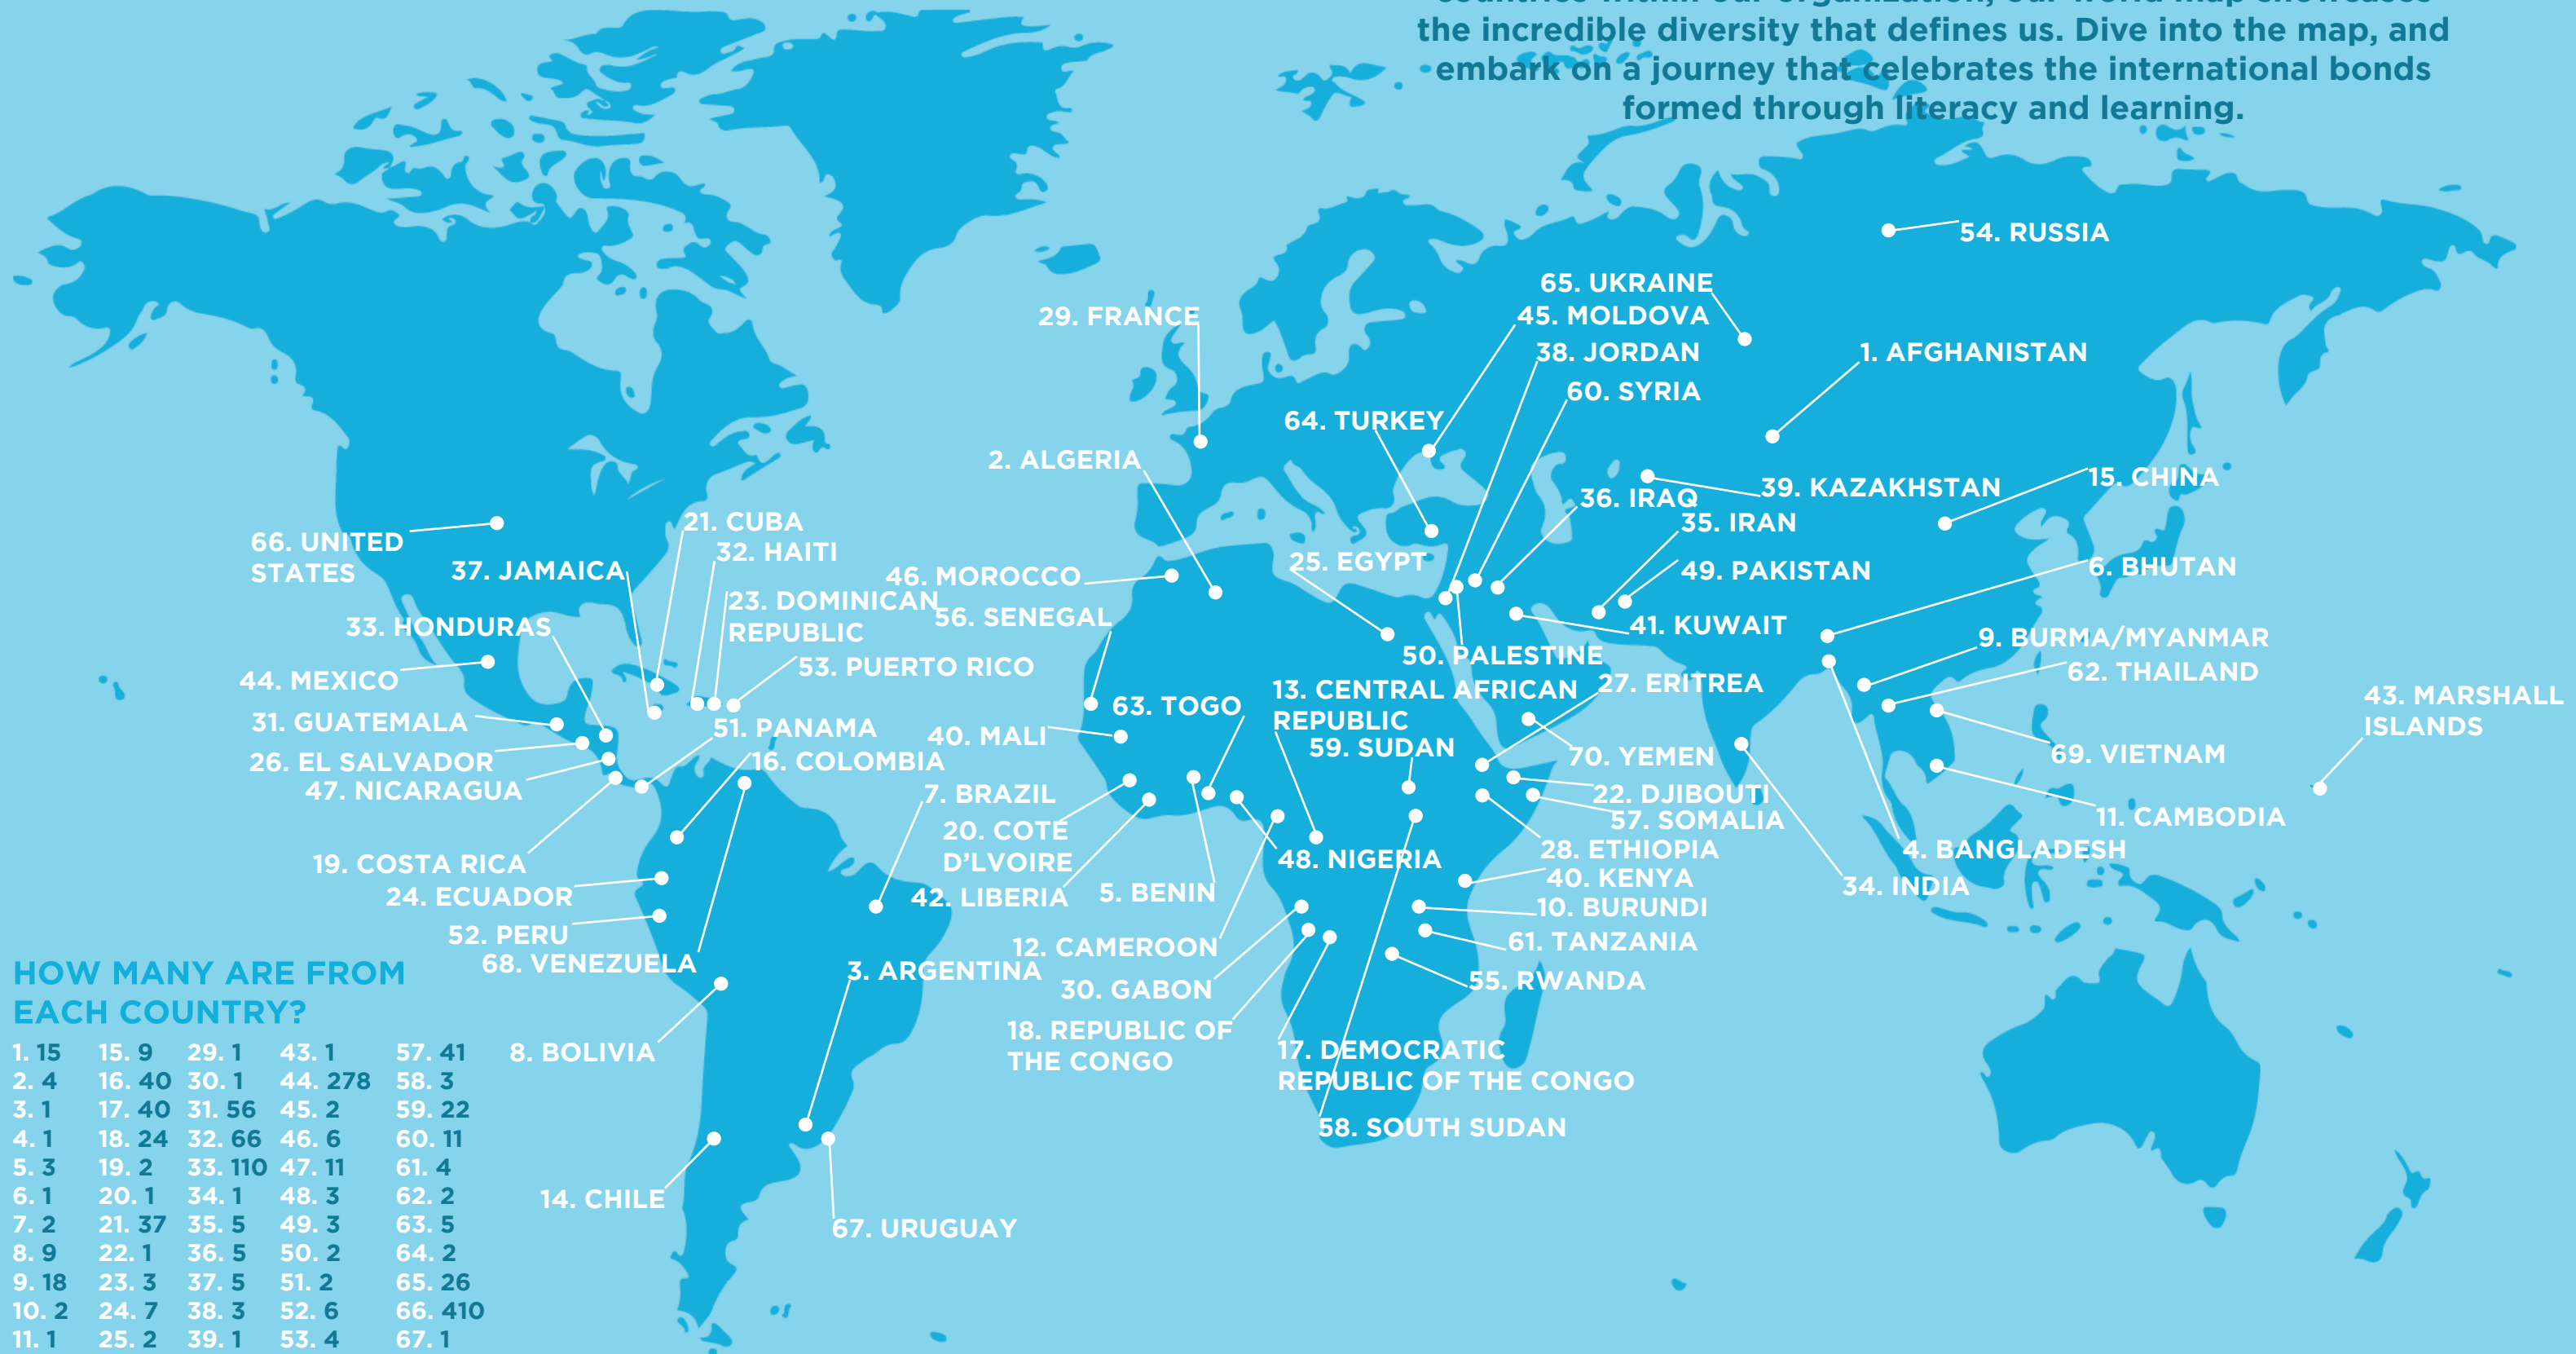 the incredible diversity that defines us. Dive into the map, and
embark on a journey that celebrates the international bonds
formed through literacy and learning.
54. RUSSIA
65. UKRAINE
29. FRANCE
45. MOLDOVA
38. JORDAN
1. AFGHANISTAN
60. SYRIA
64. TURKEY
2. ALGERIA
15. CHINA
39. KAZAKHSTAN
36. IRAQ
21. CUBA
35. IRAN
66. UNITED
STATES
32. HAITI
25. EGYPT
6. BHUTAN
37. JAMAICA
46. MOROCCO
49. PAKISTAN
23. DOMINICAN
REPUBLIC
56. SENEGAL
33. HONDURAS
41. KUWAIT
9. BURMA/MYANMAR
50. PALESTINE
53. PUERTO RICO
62. THAILAND
44. MEXICO
13. CENTRAL AFRICAN
REPUBLIC
27. ERITREA
43. MARSHALL
ISLANDS
63. TOGO
31. GUATEMALA
51. PANAMA
40. MALI
59. SUDAN
70. YEMEN
69. VIETNAM
26. EL SALVADOR
16. COLOMBIA
47. NICARAGUA
7. BRAZIL
22. DJIBOUTI
57. SOMALIA
11. CAMBODIA
20. COTE
D'LVOIRE
19. COSTA RICA
48. NIGERIA
28. ETHIOPIA
4. BANGLADESH
24. ECUADOR
42. LIBERIA
5. BENIN
40. KENYA
34. INDIA
10. BURUNDI
52. PERU
12. CAMEROON
61. TANZANIA
68. VENEZUELA
3. ARGENTINA
55. RWANDA
30. GABON
18. REPUBLIC OF
THE CONGO
8. BOLIVIA
17. DEMOCRATIC
REPUBLIC OF THE CONGO
58. SOUTH SUDAN
14. CHILE
67. URUGUAY
HOW MANY ARE FROM
EACH COUNTRY?
1. 15 15. 9 29. 1 43. 1 57. 41
2. 4 16. 40 30. 1 44. 278 58. 3
3. 1 17. 40 31. 56 45. 2 59. 22
4. 1 18. 24 32. 66 46. 6 60. 11
5. 3 19. 2 33. 110 47. 11 61. 4
6. 1 20. 1 34. 1 48. 3 62. 2
7. 2 21. 37 35. 5 49. 3 63. 5
8. 9 22. 1 36. 5 50. 2 64. 2
9. 18 23. 3 37. 5 51. 2 65. 26
10. 2 24. 7 38. 3 52. 6 66. 410
11. 1 25. 2 39. 1 53. 4 67. 1